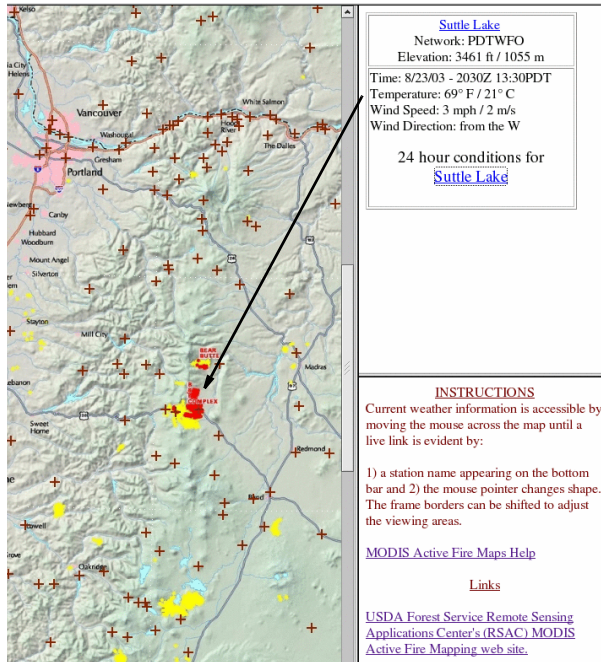 Kelso
Vancouver
Washougal
White Salmon
Hood
River
The Dalles
Gresham
Portland
Canby
Hubbard
Woodburn
Mount Angel
Silverton
Stayton
Mill City
Lebanon
Sweet
Home
BEAR
BUTTE
COMPLEX
Madras
Redmond
Bend
Lowell
Oakridge
Suttle Lake
Network: PDTWFO
Elevation: 3461 ft / 1055 m
Time: 8/23/03 - 2030Z 13:30PDT
Temperature: 69° F / 21° C
Wind Speed: 3 mph / 2 m/s
Wind Direction: from the W
24 hour conditions for
Suttle Lake
INSTRUCTIONS
Current weather information is accessible by
moving the mouse across the map until a
live link is evident by:
1) a station name appearing on the bottom
bar and 2) the mouse pointer changes shape.
The frame borders can be shifted to adjust
the viewing areas.
MODIS Active Fire Maps Help
Links
USDA Forest Service Remote Sensing
Applications Center's (RSAC) MODIS
Active Fire Mapping web site.